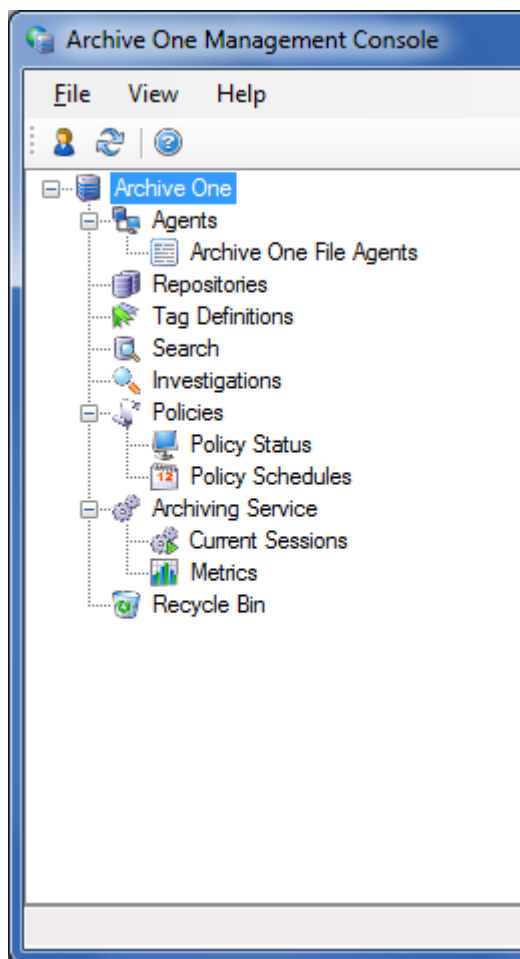 Archive One Management Console
File View Help
Archive One
Agents
Archive One File Agents
Repositories
Tag Definitions
Search
Investigations
Policies
Policy Status
12
Policy Schedules
Archiving Service
Current Sessions
Metrics
Recycle Bin